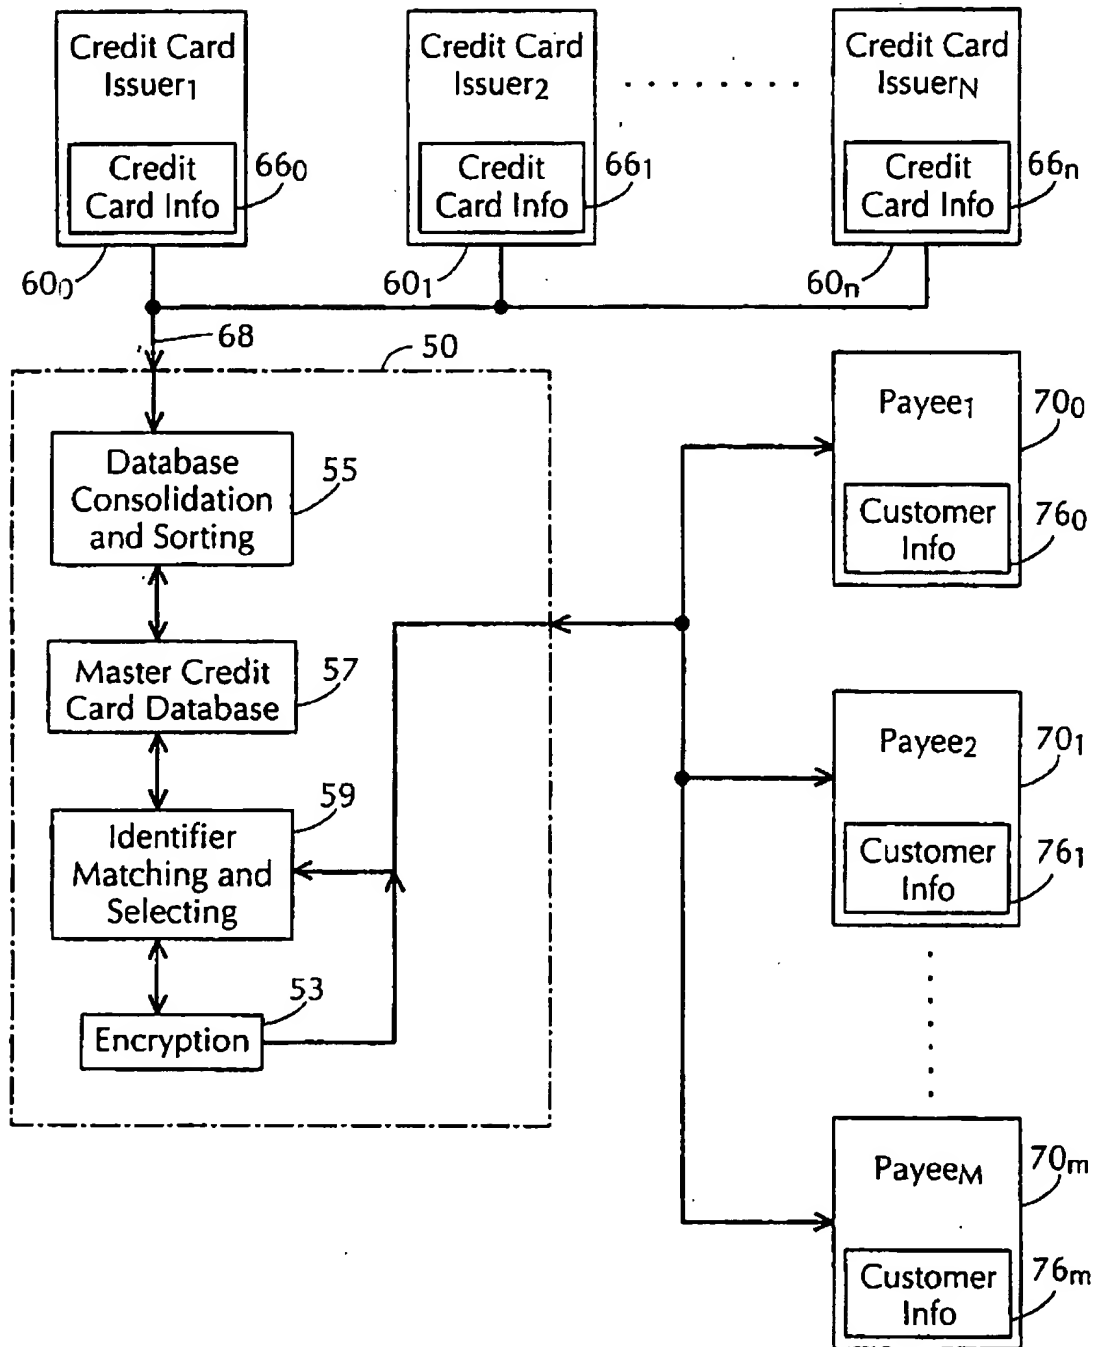 Credit Card
Issuer1
Credit
Card Info
660
600
Credit Card
Issuer2
Credit
Card Info
661
601
Credit Card
IssuerN
Credit
Card Info
66n
60n
68
50
Database
Consolidation
and Sorting
55
Master Credit
Card Database
57
Identifier
Matching and
Selecting
59
Encryption
53
Payee1
700
Customer
Info
760
Payee2
701
Customer
Info
761
PayeeM
70m
Customer
Info
76m